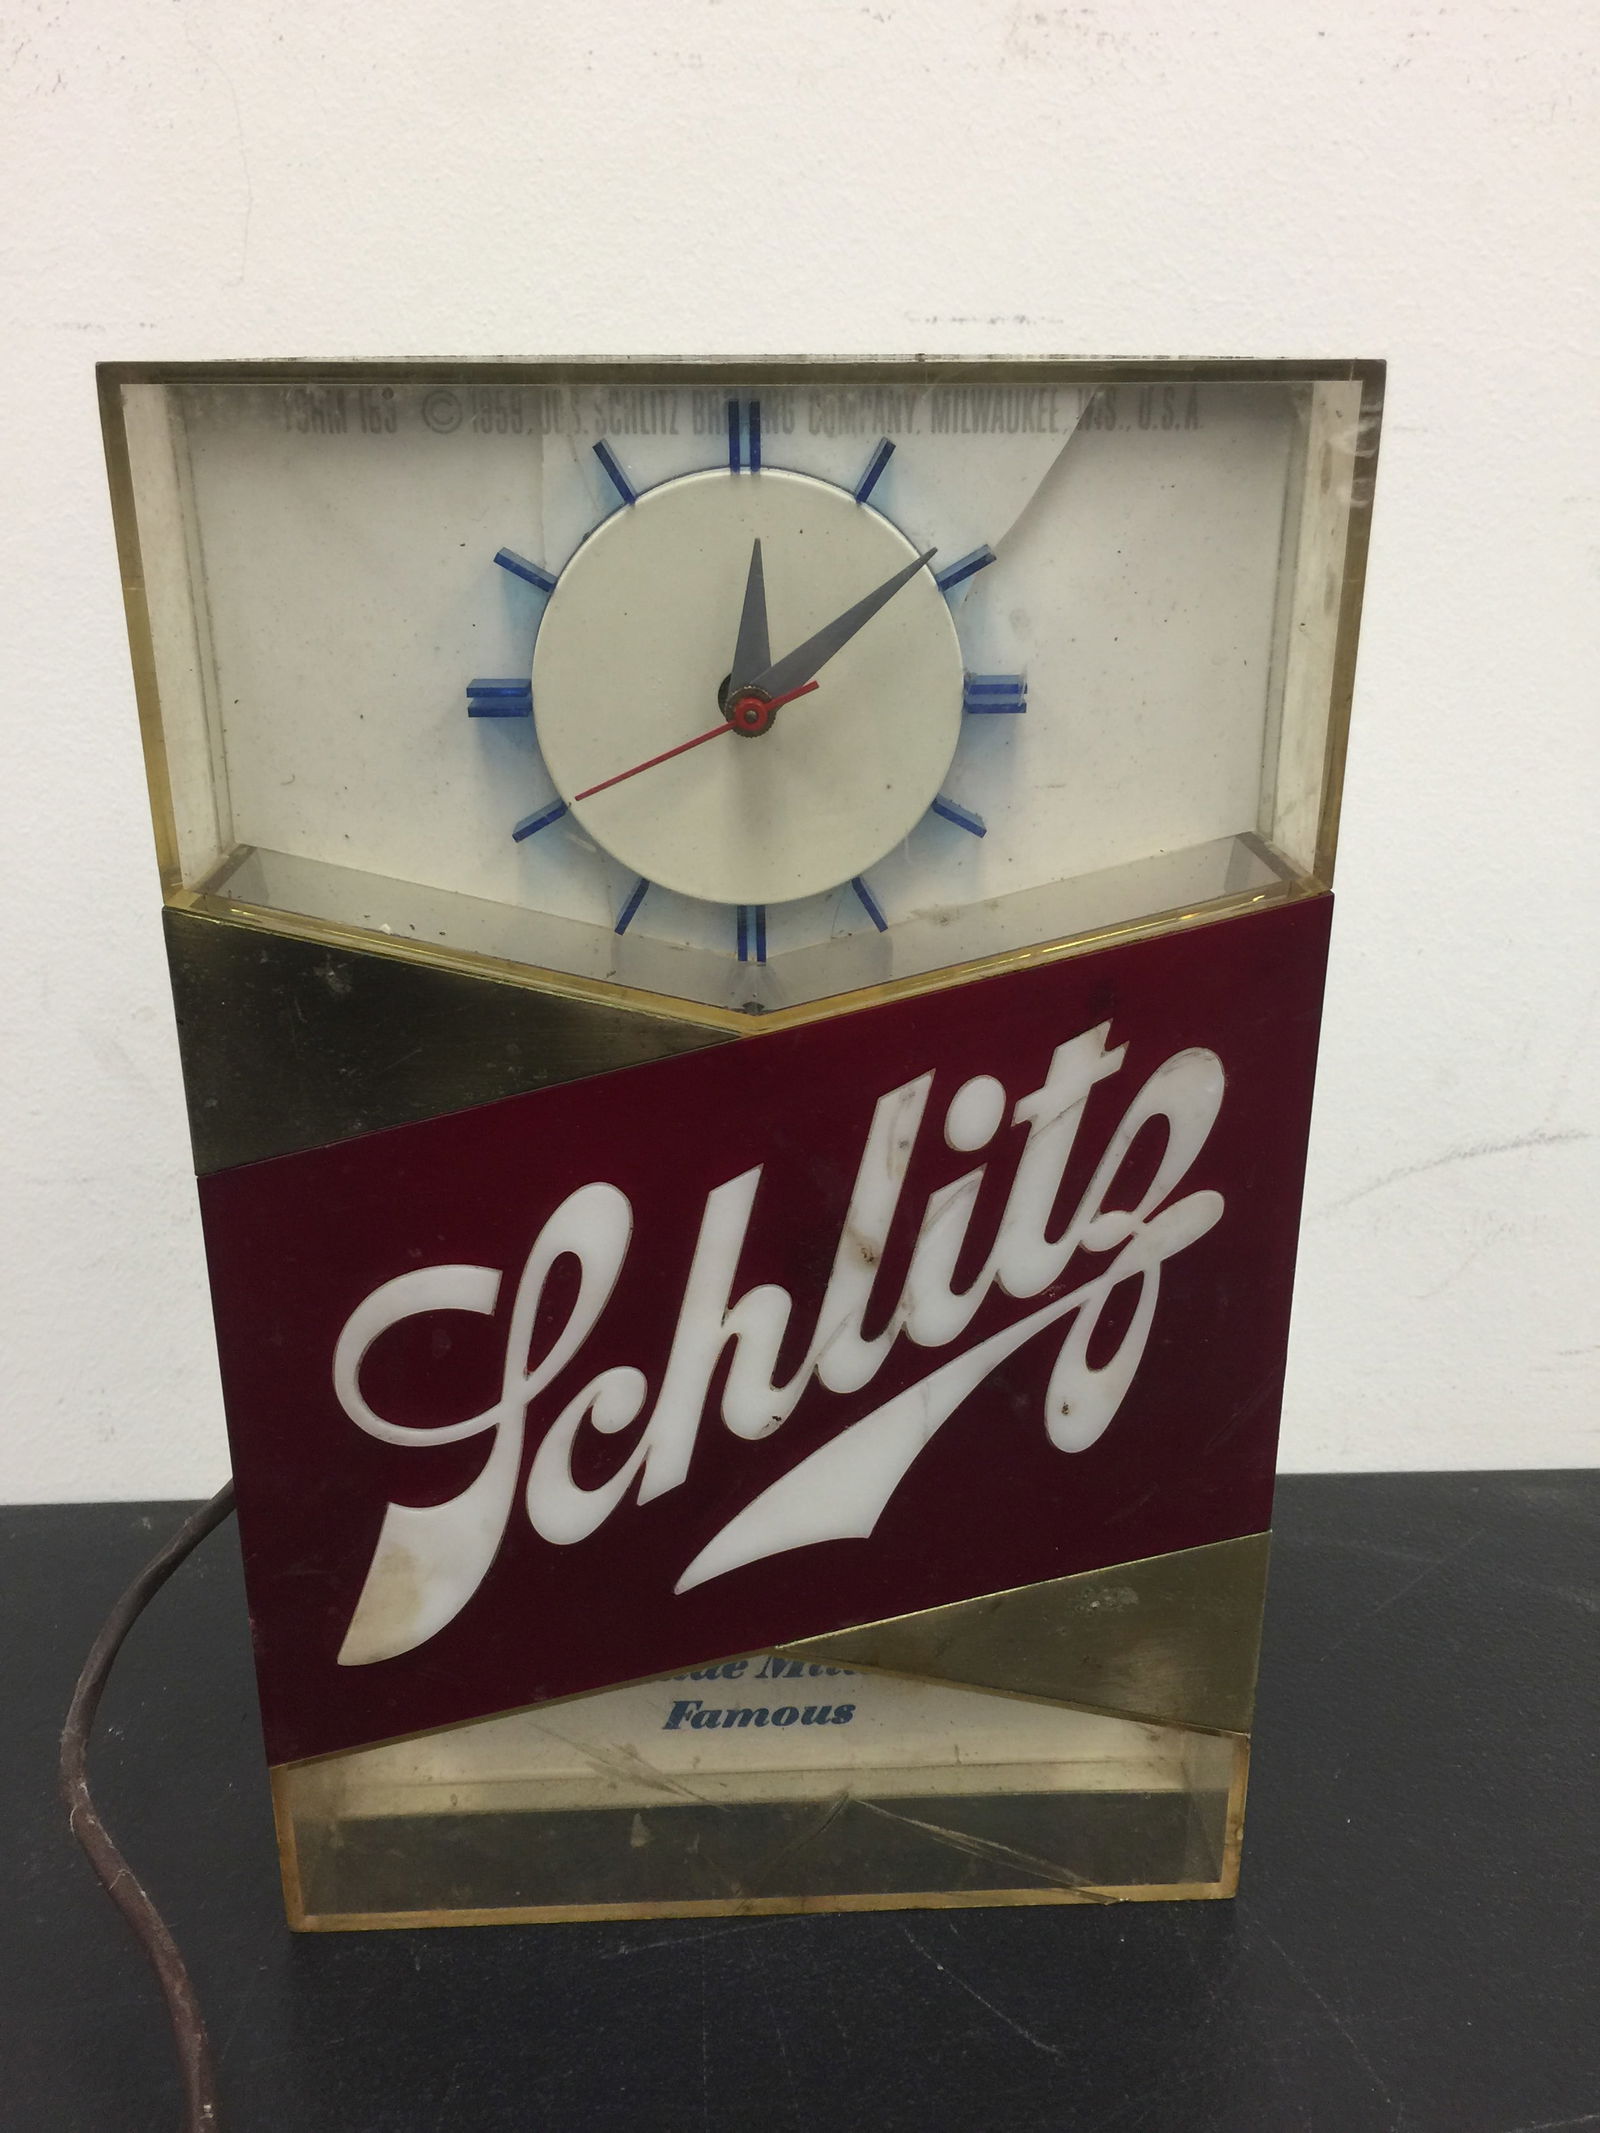 © 1959, JOS. SCHLITZ BREWING COMPANY, MILWAUKEE, WIS., U.S.A.
Schlitz
Famous